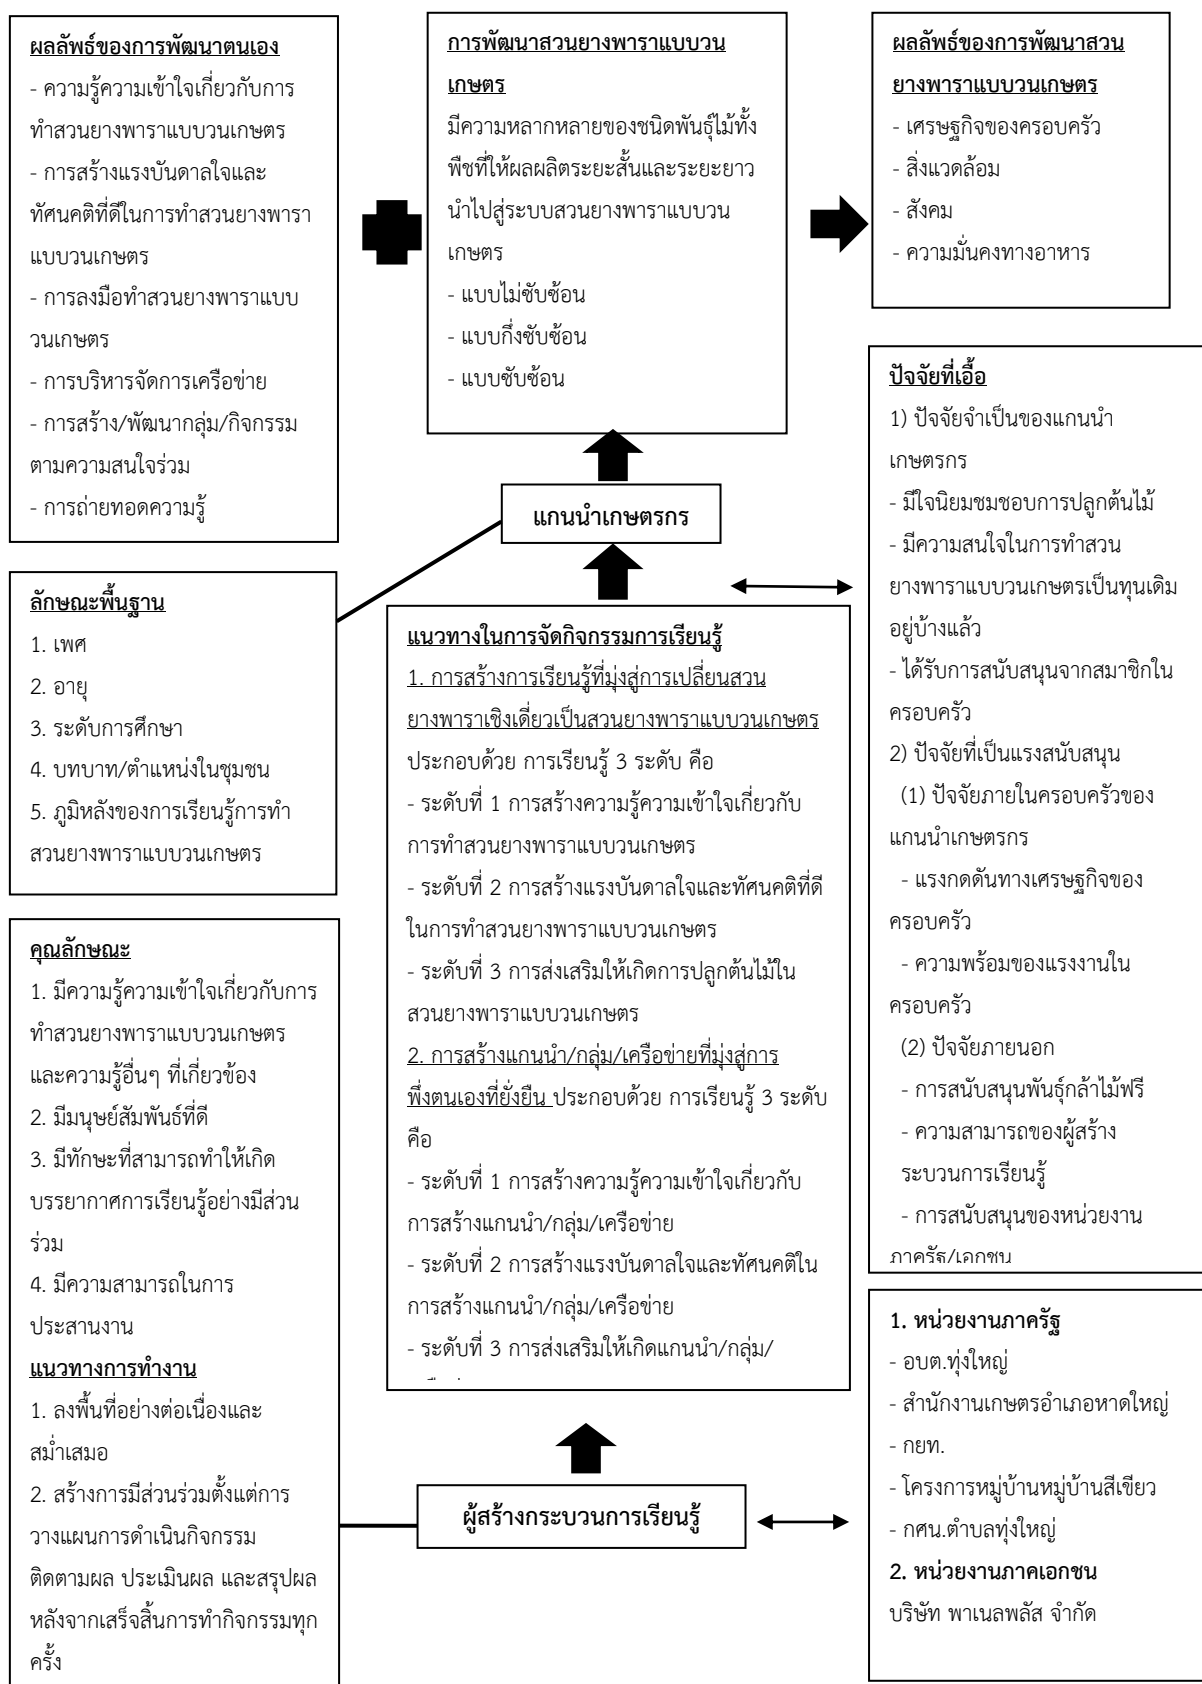 ผลลัพธ์ของการพัฒนาตนเอง
- ความรู้ความเข้าใจเกี่ยวกับการ
ทำสวนยางพาราแบบวนเกษตร
- การสร้างแรงบันดาลใจและ
ทัศนคติที่ดีในการทำสวนยางพารา
แบบวนเกษตร
- การลงมือทำสวนยางพาราแบบ
วนเกษตร
- การบริหารจัดการเครือข่าย
- การสร้าง/พัฒนากลุ่ม/กิจกรรม
ตามความสนใจร่วม
- การถ่ายทอดความรู้
การพัฒนาสวนยางพาราแบบวน
เกษตร
มีความหลากหลายของชนิดพันธุ์ไม้ทั้ง
พืชที่ให้ผลผลิตระยะสั้นและระยะยาว
นำไปสู่ระบบสวนยางพาราแบบวน
เกษตร
- แบบไม่ซับซ้อน
- แบบกึ่งซับซ้อน
- แบบซับซ้อน
ผลลัพธ์ของการพัฒนาสวน
ยางพาราแบบวนเกษตร
- เศรษฐกิจของครอบครัว
- สิ่งแวดล้อม
- สังคม
- ความมั่นคงทางอาหาร
แกนนำเกษตรกร
ลักษณะพื้นฐาน
1. เพศ
2. อายุ
3. ระดับการศึกษา
4. บทบาท/ตำแหน่งในชุมชน
5. ภูมิหลังของการเรียนรู้การทำ
สวนยางพาราแบบวนเกษตร
แนวทางในการจัดกิจกรรมการเรียนรู้
1. การสร้างการเรียนรู้ที่มุ่งสู่การเปลี่ยนสวน
ยางพาราเชิงเดี่ยวเป็นสวนยางพาราแบบวนเกษตร
ประกอบด้วย การเรียนรู้ 3 ระดับ คือ
- ระดับที่ 1 การสร้างความรู้ความเข้าใจเกี่ยวกับ
การทำสวนยางพาราแบบวนเกษตร
- ระดับที่ 2 การสร้างแรงบันดาลใจและทัศนคติที่ดี
ในการทำสวนยางพาราแบบวนเกษตร
- ระดับที่ 3 การส่งเสริมให้เกิดการปลูกต้นไม้ใน
สวนยางพาราแบบวนเกษตร
2. การสร้างแกนนำ/กลุ่ม/เครือข่ายที่มุ่งสู่การ
พึ่งตนเองที่ยั่งยืน ประกอบด้วย การเรียนรู้ 3 ระดับ
คือ
- ระดับที่ 1 การสร้างความรู้ความเข้าใจเกี่ยวกับ
การสร้างแกนนำ/กลุ่ม/เครือข่าย
- ระดับที่ 2 การสร้างแรงบันดาลใจและทัศนคติใน
การสร้างแกนนำ/กลุ่ม/เครือข่าย
- ระดับที่ 3 การส่งเสริมให้เกิดแกนนำ/กลุ่ม/
ปัจจัยที่เอื้อ
1) ปัจจัยจำเป็นของแกนนำ
เกษตรกร
- มีใจนิยมชมชอบการปลูกต้นไม้
- มีความสนใจในการทำสวน
ยางพาราแบบวนเกษตรเป็นทุนเดิม
อยู่บ้างแล้ว
- ได้รับการสนับสนุนจากสมาชิกใน
ครอบครัว
2) ปัจจัยที่เป็นแรงสนับสนุน
(1) ปัจจัยภายในครอบครัวของ
แกนนำเกษตรกร
- แรงกดดันทางเศรษฐกิจของ
ครอบครัว
- ความพร้อมของแรงงานใน
ครอบครัว
(2) ปัจจัยภายนอก
- การสนับสนุนพันธุ์กล้าไม้ฟรี
- ความสามารถของผู้สร้าง
ระบวนการเรียนรู้
- การสนับสนุนของหน่วยงาน
ภาครัฐ/เอกชน
คุณลักษณะ
1. มีความรู้ความเข้าใจเกี่ยวกับการ
ทำสวนยางพาราแบบวนเกษตร
และความรู้อื่นๆ ที่เกี่ยวข้อง
2. มีมนุษย์สัมพันธ์ที่ดี
3. มีทักษะที่สามารถทำให้เกิด
บรรยากาศการเรียนรู้อย่างมีส่วน
ร่วม
4. มีความสามารถในการ
ประสานงาน
แนวทางการทำงาน
1. ลงพื้นที่อย่างต่อเนื่องและ
สม่ำเสมอ
2. สร้างการมีส่วนร่วมตั้งแต่การ
วางแผนการดำเนินกิจกรรม
ติดตามผล ประเมินผล และสรุปผล
หลังจากเสร็จสิ้นการทำกิจกรรมทุก
ครั้ง
ผู้สร้างกระบวนการเรียนรู้
1. หน่วยงานภาครัฐ
- อบต.ทุ่งใหญ่
- สำนักงานเกษตรอำเภอหาดใหญ่
- กยท.
- โครงการหมู่บ้านหมู่บ้านสีเขียว
- กศน.ตำบลทุ่งใหญ่
2. หน่วยงานภาคเอกชน
บริษัท พาเนลพลัส จำกัด